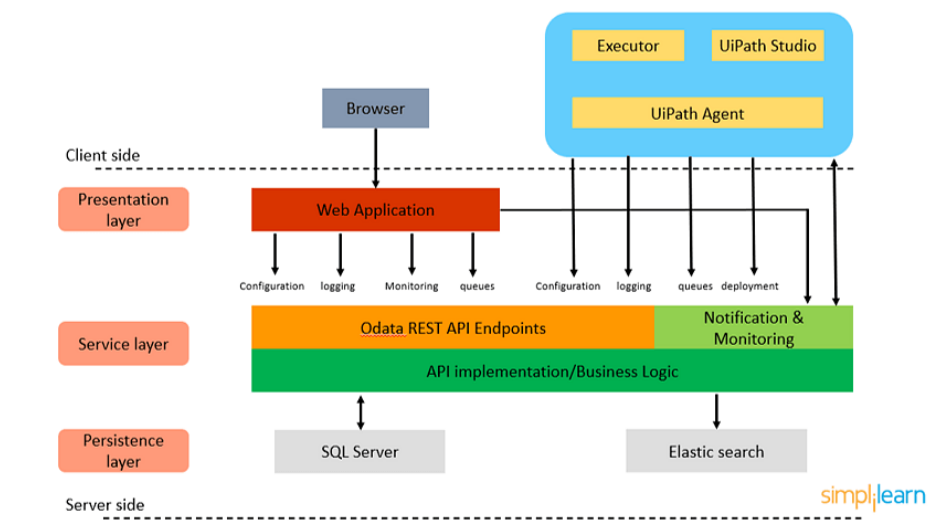 Executor
UiPath Studio
Browser
UiPath Agent
Client side
Presentation
layer
Web Application
Configuration
logging
Monitoring
queues
Configuration
logging
queues
deployment
Service layer
Odata REST API Endpoints
Notification &
Monitoring
API implementation/Business Logic
Persistence
layer
SQL Server
Elastic search
Server side
simplilearn